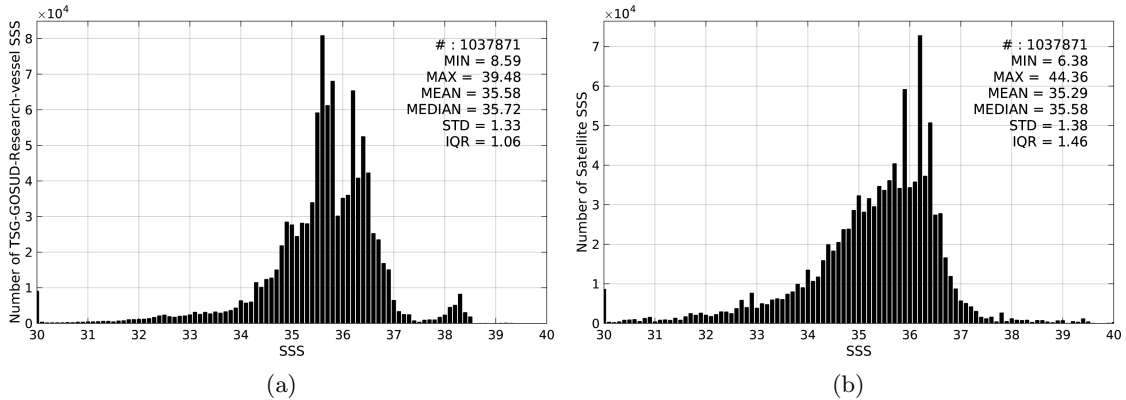 ×10⁴
Number of TSG-GOSUD-Research-vessel SSS
8
7
6
5
4
3
2
1
0
# : 1037871
MIN = 8.59
MAX = 39.48
MEAN = 35.58
MEDIAN = 35.72
STD = 1.33
IQR = 1.06
30 31 32 33 34 35 36 37 38 39 40
SSS
(a)
×10⁴
Number of Satellite SSS
7
6
5
4
3
2
1
0
# : 1037871
MIN = 6.38
MAX = 44.36
MEAN = 35.29
MEDIAN = 35.58
STD = 1.38
IQR = 1.46
30 31 32 33 34 35 36 37 38 39 40
SSS
(b)